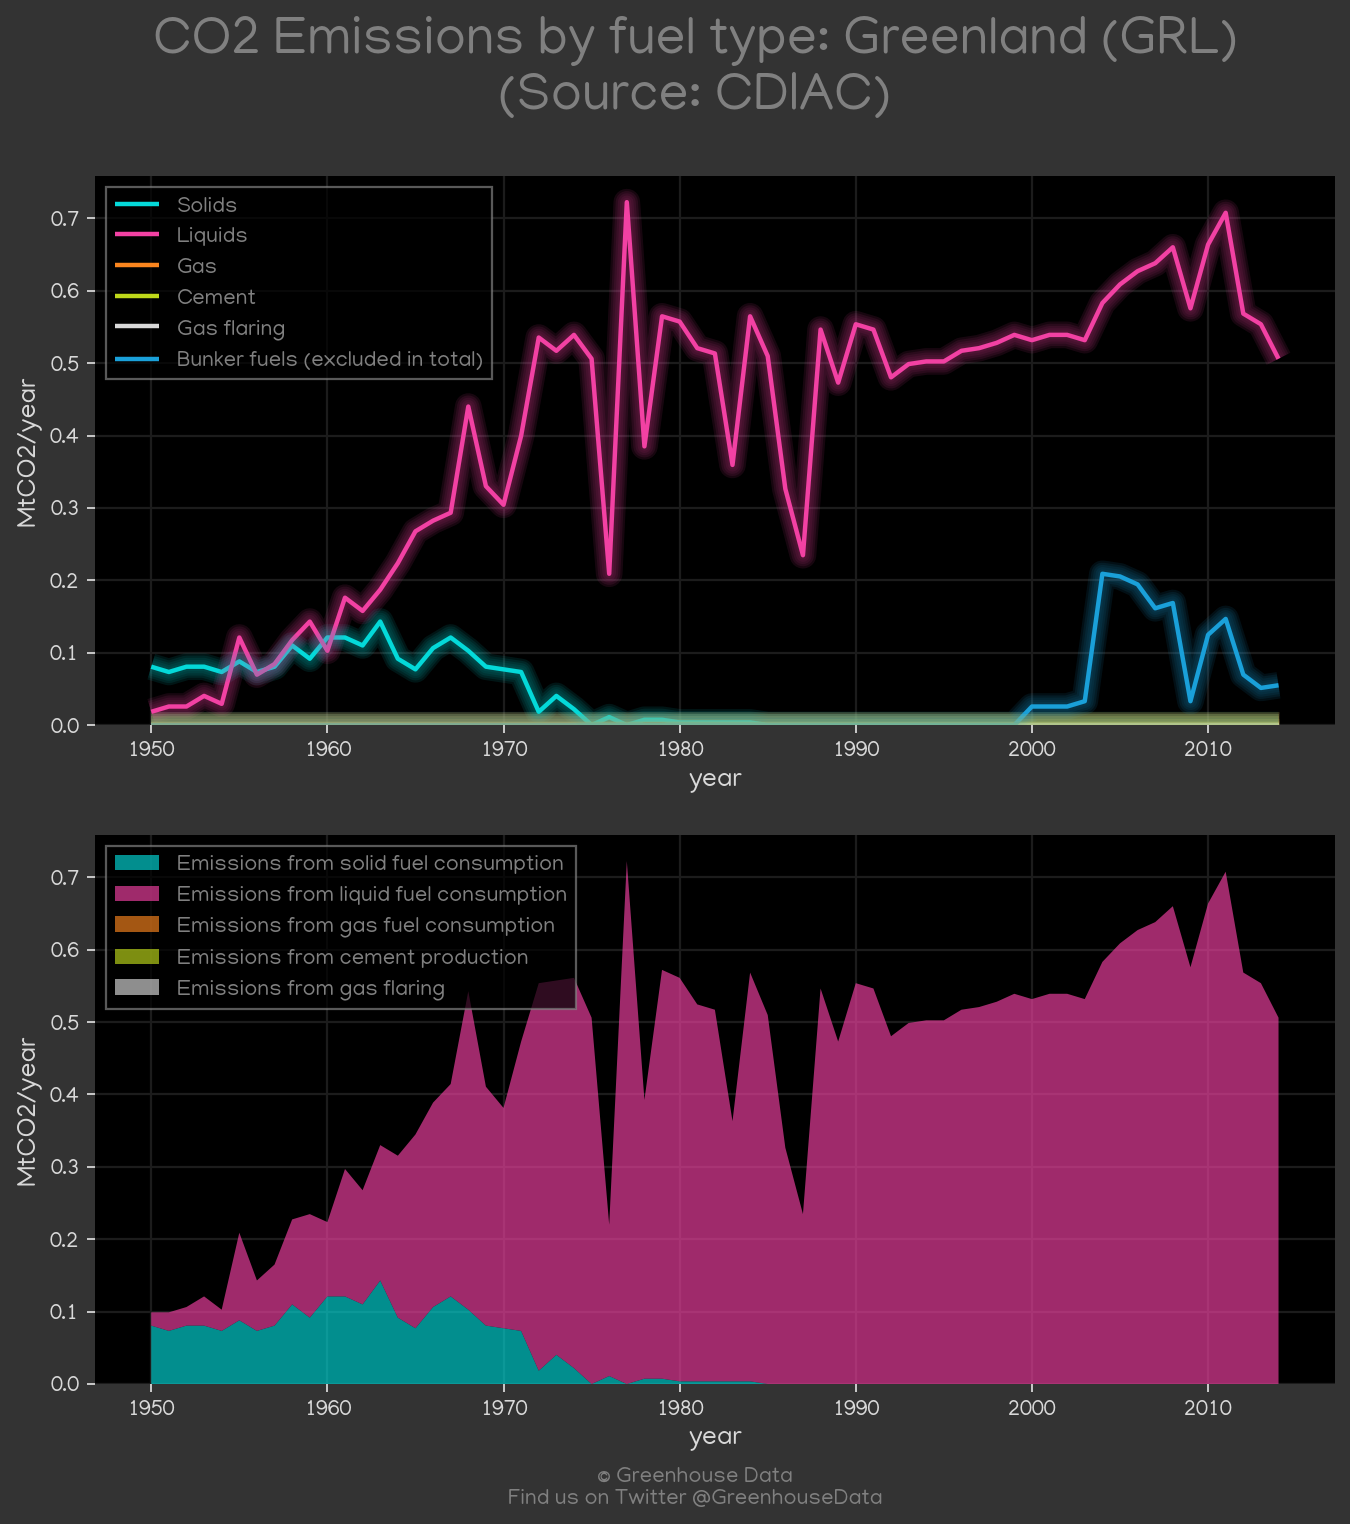 CO2 Emissions by fuel type: Greenland (GRL)
(Source: CDIAC)
Solids
Liquids
Gas
Cement
Gas flaring
Bunker fuels (excluded in total)
MtCO2/year
0.7
0.6
0.5
0.4
0.3
0.2
0.1
0.0
1950 1960 1970 1980 1990 2000 2010
year
Emissions from solid fuel consumption
Emissions from liquid fuel consumption
Emissions from gas fuel consumption
Emissions from cement production
Emissions from gas flaring
MtCO2/year
0.7
0.6
0.5
0.4
0.3
0.2
0.1
0.0
1950 1960 1970 1980 1990 2000 2010
year
© Greenhouse Data
Find us on Twitter @GreenhouseData